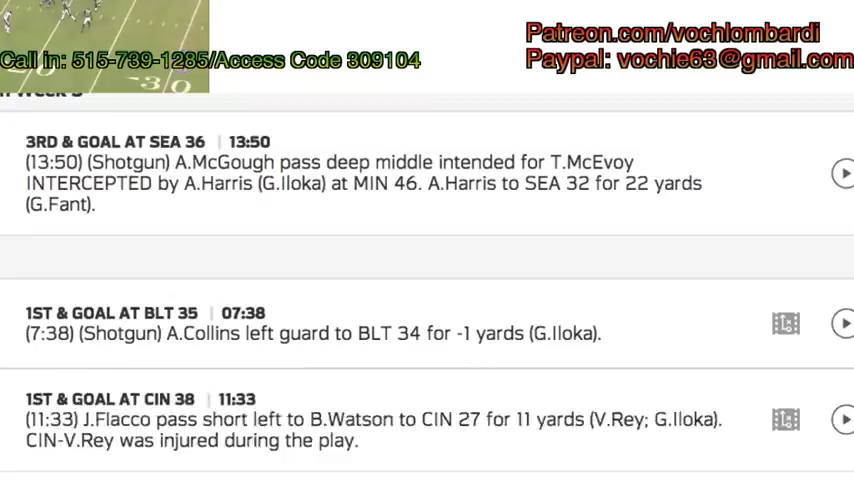 Patreon.com/vochlombardi
Call in: 515-739-1285/Access Code 309104
Paypal: vochie63@gmail.com
3RD & GOAL AT SEA 36 | 13:50
(13:50) (Shotgun) A.McGough pass deep middle intended for T.McEvoy
INTERCEPTED by A.Harris (G.Iloka) at MIN 46. A.Harris to SEA 32 for 22 yards
(G.Fant).
1ST & GOAL AT BLT 35 | 07:38
(7:38) (Shotgun) A.Collins left guard to BLT 34 for -1 yards (G.Iloka).
1ST & GOAL AT CIN 38 | 11:33
(11:33) J.Flacco pass short left to B.Watson to CIN 27 for 11 yards (V.Rey; G.Iloka).
CIN-V.Rey was injured during the play.